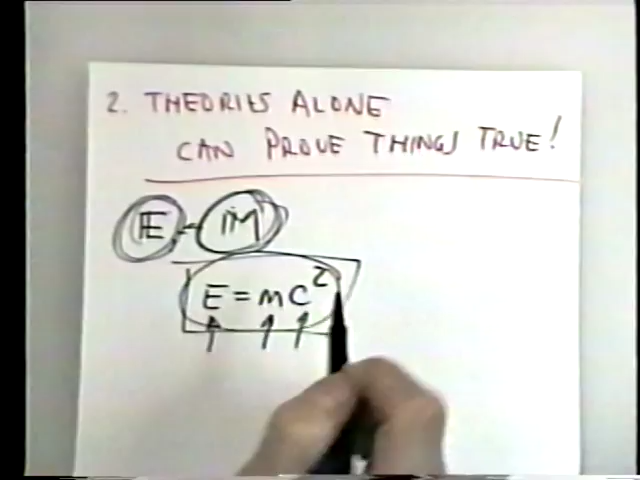 2. THEORIES ALONE
CAN PROVE THINGS TRUE!
E - M
E = mc²